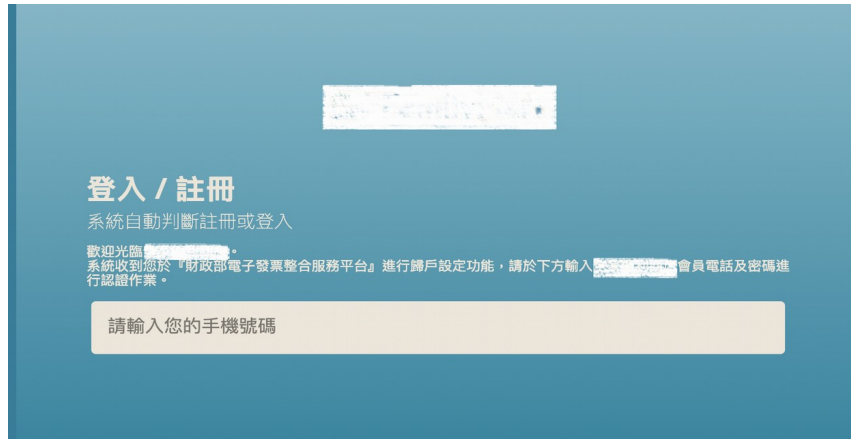 登入 / 註冊
系統自動判斷註冊或登入
歡迎光臨。
系統收到您於『財政部電子發票整合服務平台』進行歸戶設定功能，請於下方輸入會員電話及密碼進
行認證作業。
請輸入您的手機號碼